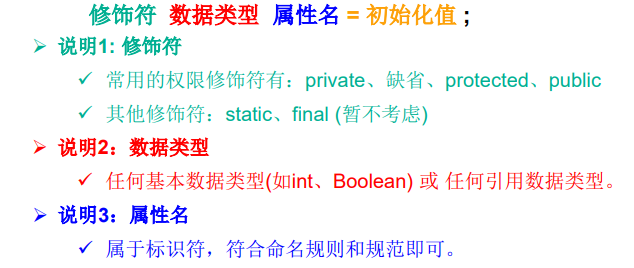 修饰符 数据类型 属性名 = 初始化值 ;
说明1: 修饰符
常用的权限修饰符有：private、缺省、protected、public
其他修饰符：static、final (暂不考虑)
说明2：数据类型
任何基本数据类型(如int、Boolean) 或 任何引用数据类型。
说明3：属性名
属于标识符，符合命名规则和规范即可。